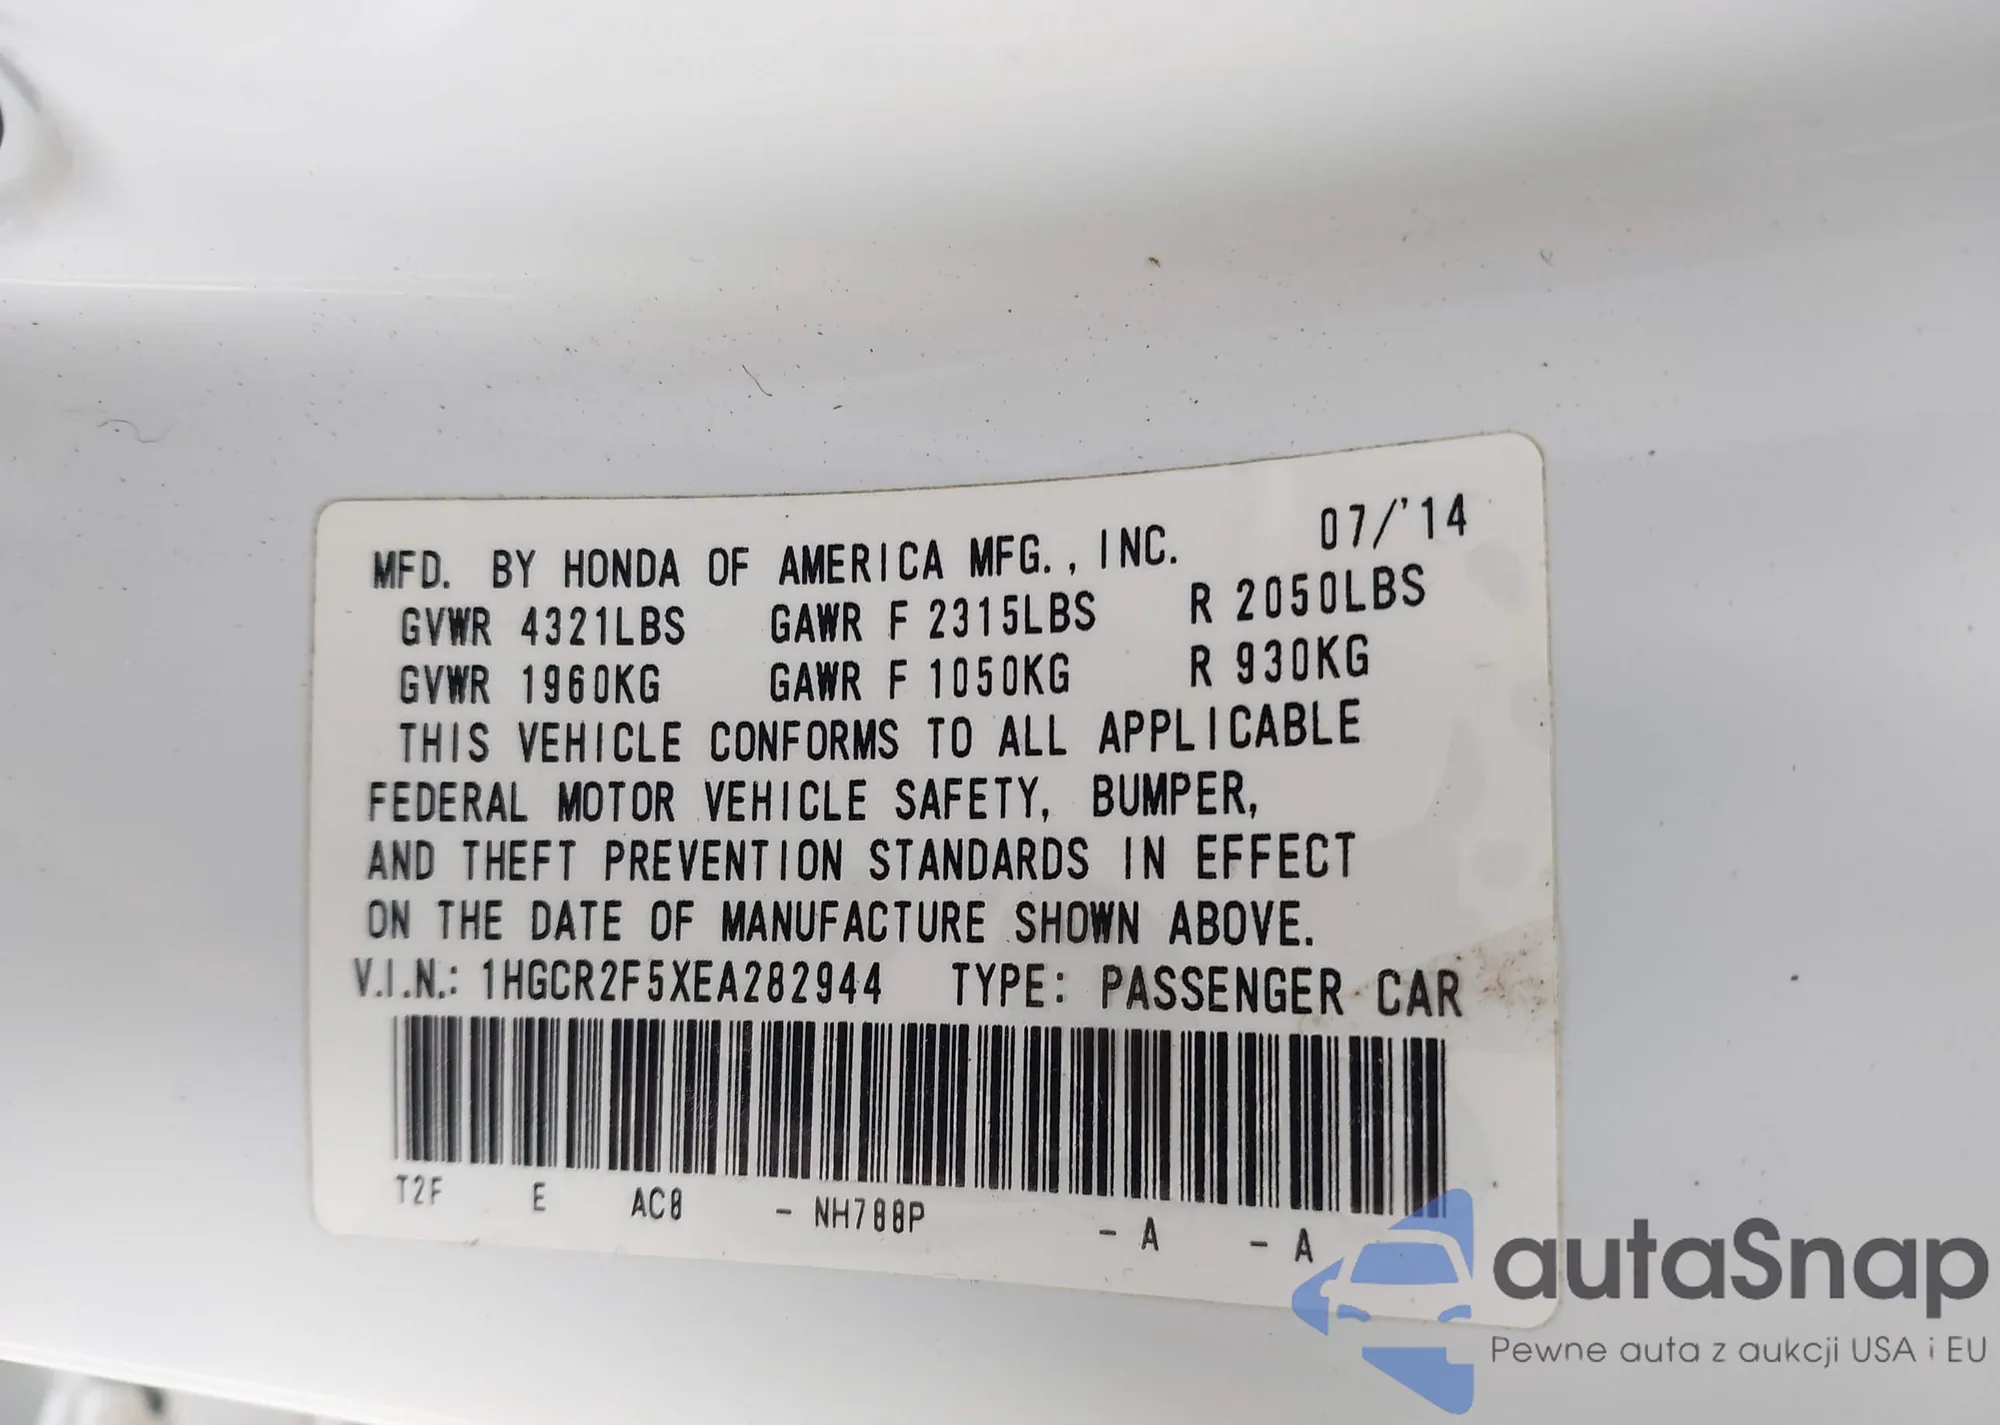 MFD. BY HONDA OF AMERICA MFG., INC. 07/'14
GVWR 4321LBS GAWR F 2315LBS R 2050LBS
GVWR 1960KG GAWR F 1050KG R 930KG
THIS VEHICLE CONFORMS TO ALL APPLICABLE
FEDERAL MOTOR VEHICLE SAFETY, BUMPER,
AND THEFT PREVENTION STANDARDS IN EFFECT
ON THE DATE OF MANUFACTURE SHOWN ABOVE.
V.I.N.: 1HGCR2F5XEA282944 TYPE: PASSENGER CAR
T2F E AC8 - NH788P - A - A
autaSnap
Pewne auta z aukcji USA i EU